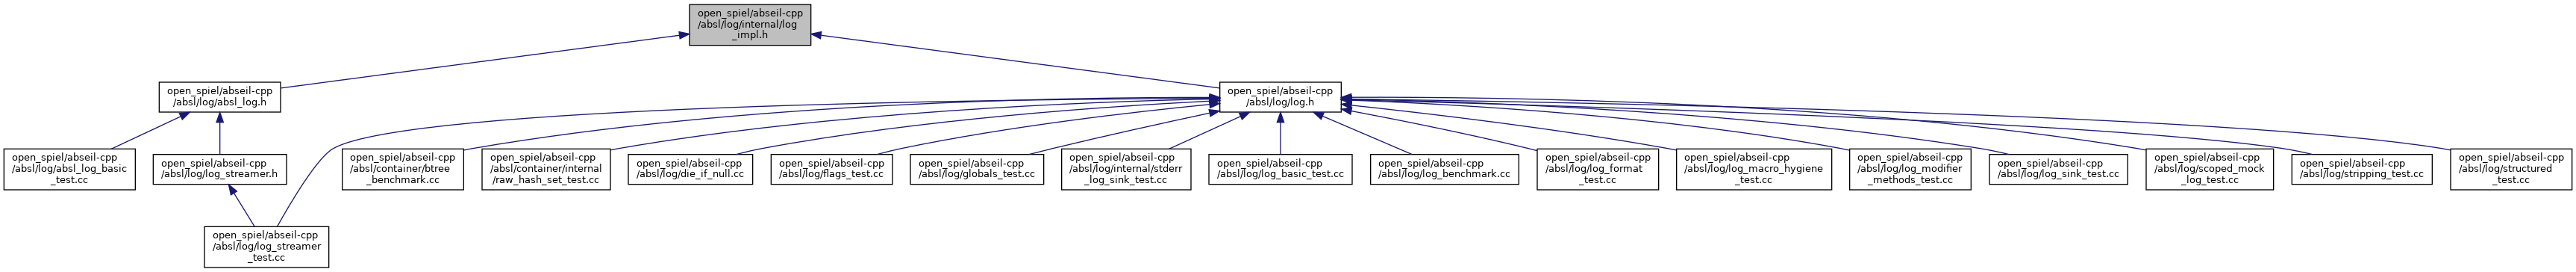 open_spiel/abseil-cpp
/absl/log/internal/log
_impl.h
open_spiel/abseil-cpp
/absl/log/absl_log.h
open_spiel/abseil-cpp
/absl/log/log.h
open_spiel/abseil-cpp
/absl/log/absl_log_basic
_test.cc
open_spiel/abseil-cpp
/absl/log/log_streamer.h
open_spiel/abseil-cpp
/absl/container/btree
_benchmark.cc
open_spiel/abseil-cpp
/absl/container/internal
/raw_hash_set_test.cc
open_spiel/abseil-cpp
/absl/log/die_if_null.cc
open_spiel/abseil-cpp
/absl/log/flags_test.cc
open_spiel/abseil-cpp
/absl/log/globals_test.cc
open_spiel/abseil-cpp
/absl/log/internal/stderr
_log_sink_test.cc
open_spiel/abseil-cpp
/absl/log/log_basic_test.cc
open_spiel/abseil-cpp
/absl/log/log_benchmark.cc
open_spiel/abseil-cpp
/absl/log/log_format
_test.cc
open_spiel/abseil-cpp
/absl/log/log_macro_hygiene
_test.cc
open_spiel/abseil-cpp
/absl/log/log_modifier
_methods_test.cc
open_spiel/abseil-cpp
/absl/log/log_sink_test.cc
open_spiel/abseil-cpp
/absl/log/scoped_mock
_log_test.cc
open_spiel/abseil-cpp
/absl/log/stripping_test.cc
open_spiel/abseil-cpp
/absl/log/structured
_test.cc
open_spiel/abseil-cpp
/absl/log/log_streamer
_test.cc